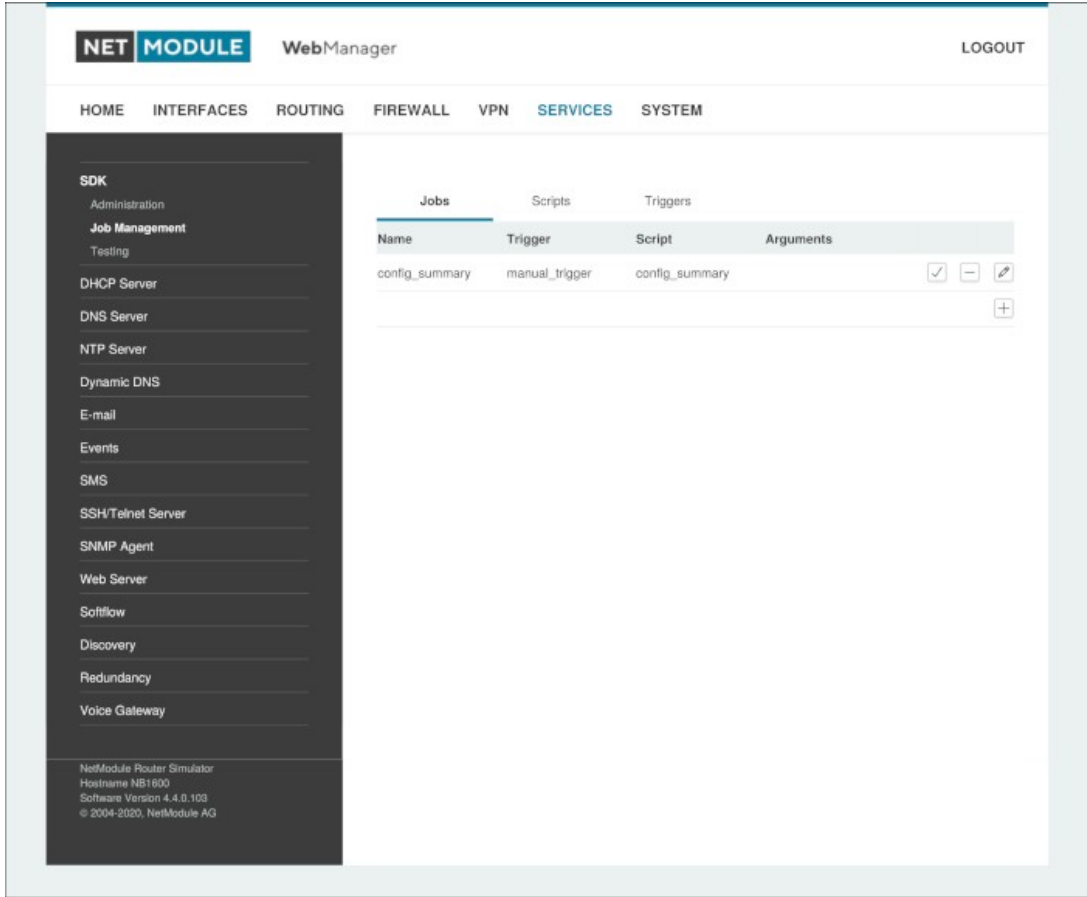 NET MODULE WebManager LOGOUT
HOME INTERFACES ROUTING FIREWALL VPN SERVICES SYSTEM
SDK
Administration
Job Management
Testing
DHCP Server
DNS Server
NTP Server
Dynamic DNS
E-mail
Events
SMS
SSH/Telnet Server
SNMP Agent
Web Server
Softflow
Discovery
Redundancy
Voice Gateway
NetModule Router Simulator
Hostname NB1600
Software Version 4.4.0.103
© 2004-2020, NetModule AG
Jobs Scripts Triggers
Name Trigger Script Arguments
config_summary manual_trigger config_summary